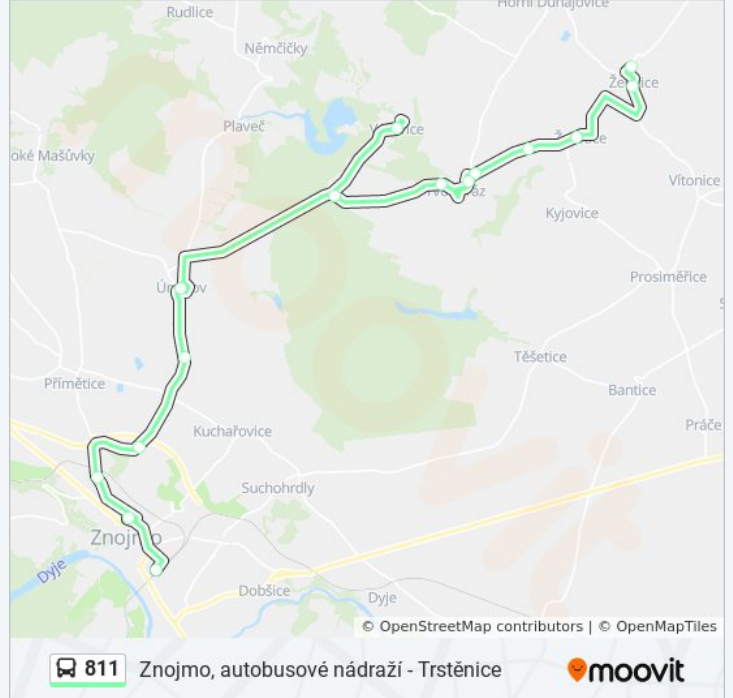 Rudlice
Horní Dunajovice
Němčičky
Plaveč
oké Mašůvky
Vítonice
Kyjovice
Prosiměřice
Těšetice
Přímětice
Bantice
Kuchařovice
Práče
Suchohrdly
Znojmo
Dyje
Dobšice
Dyje
© OpenStreetMap contributors | © OpenMapTiles
811 Znojmo, autobusové nádraží - Trstěnice
moovit